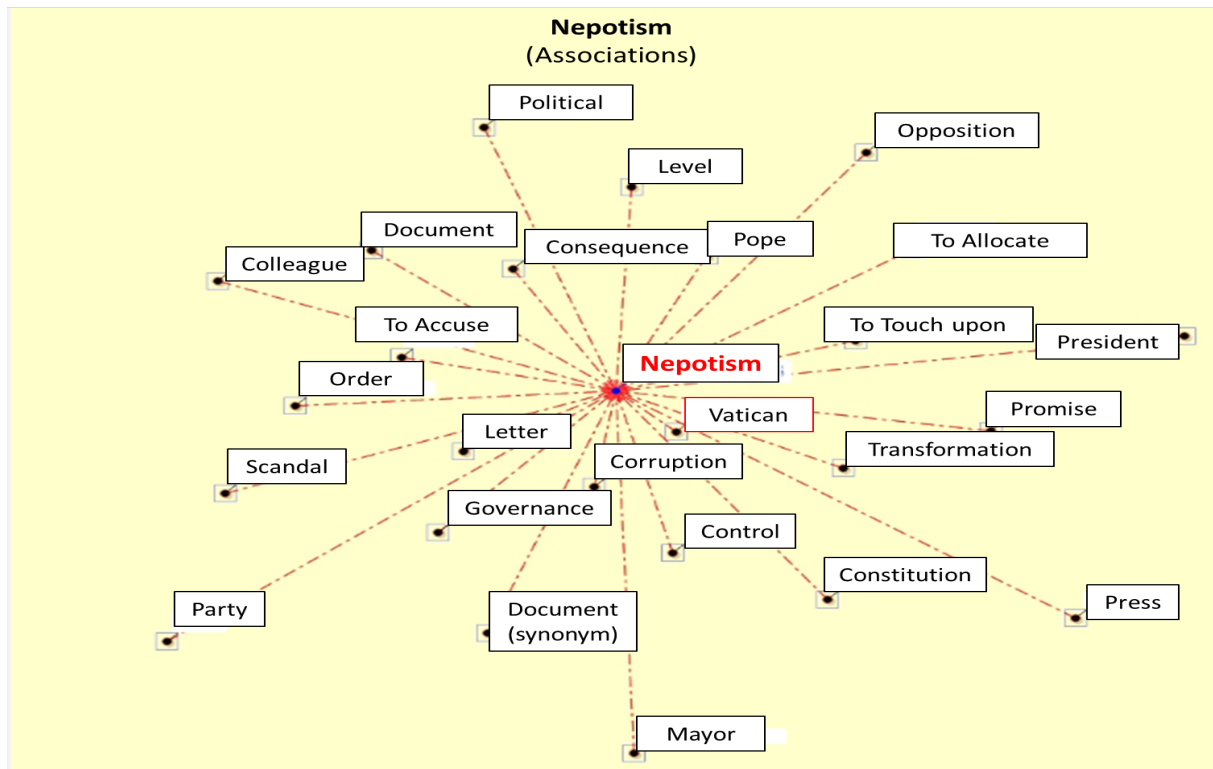 Nepotism
(Associations)
Political
Opposition
Level
Document
Consequence
Pope
To Allocate
Colleague
To Accuse
To Touch upon
President
Nepotism
Order
Vatican
Promise
Letter
Transformation
Scandal
Corruption
Governance
Control
Constitution
Party
Document
(synonym)
Press
Mayor